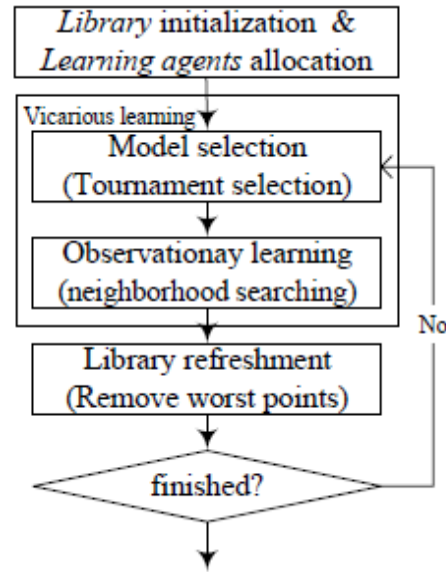 Library initialization &
Learning agents allocation
Vicarious learning
Model selection
(Tournament selection)
Observationay learning
(neighborhood searching)
No
Library refreshment
(Remove worst points)
finished?